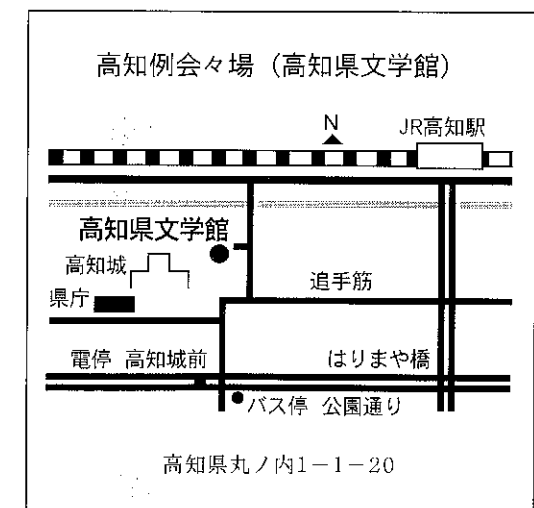 高知例会々場（高知県文学館）
N
JR高知駅
高知県文学館
高知城
追手筋
県庁
電停 高知城前
はりまや橋
バス停 公園通り
高知県丸ノ内1－1－20